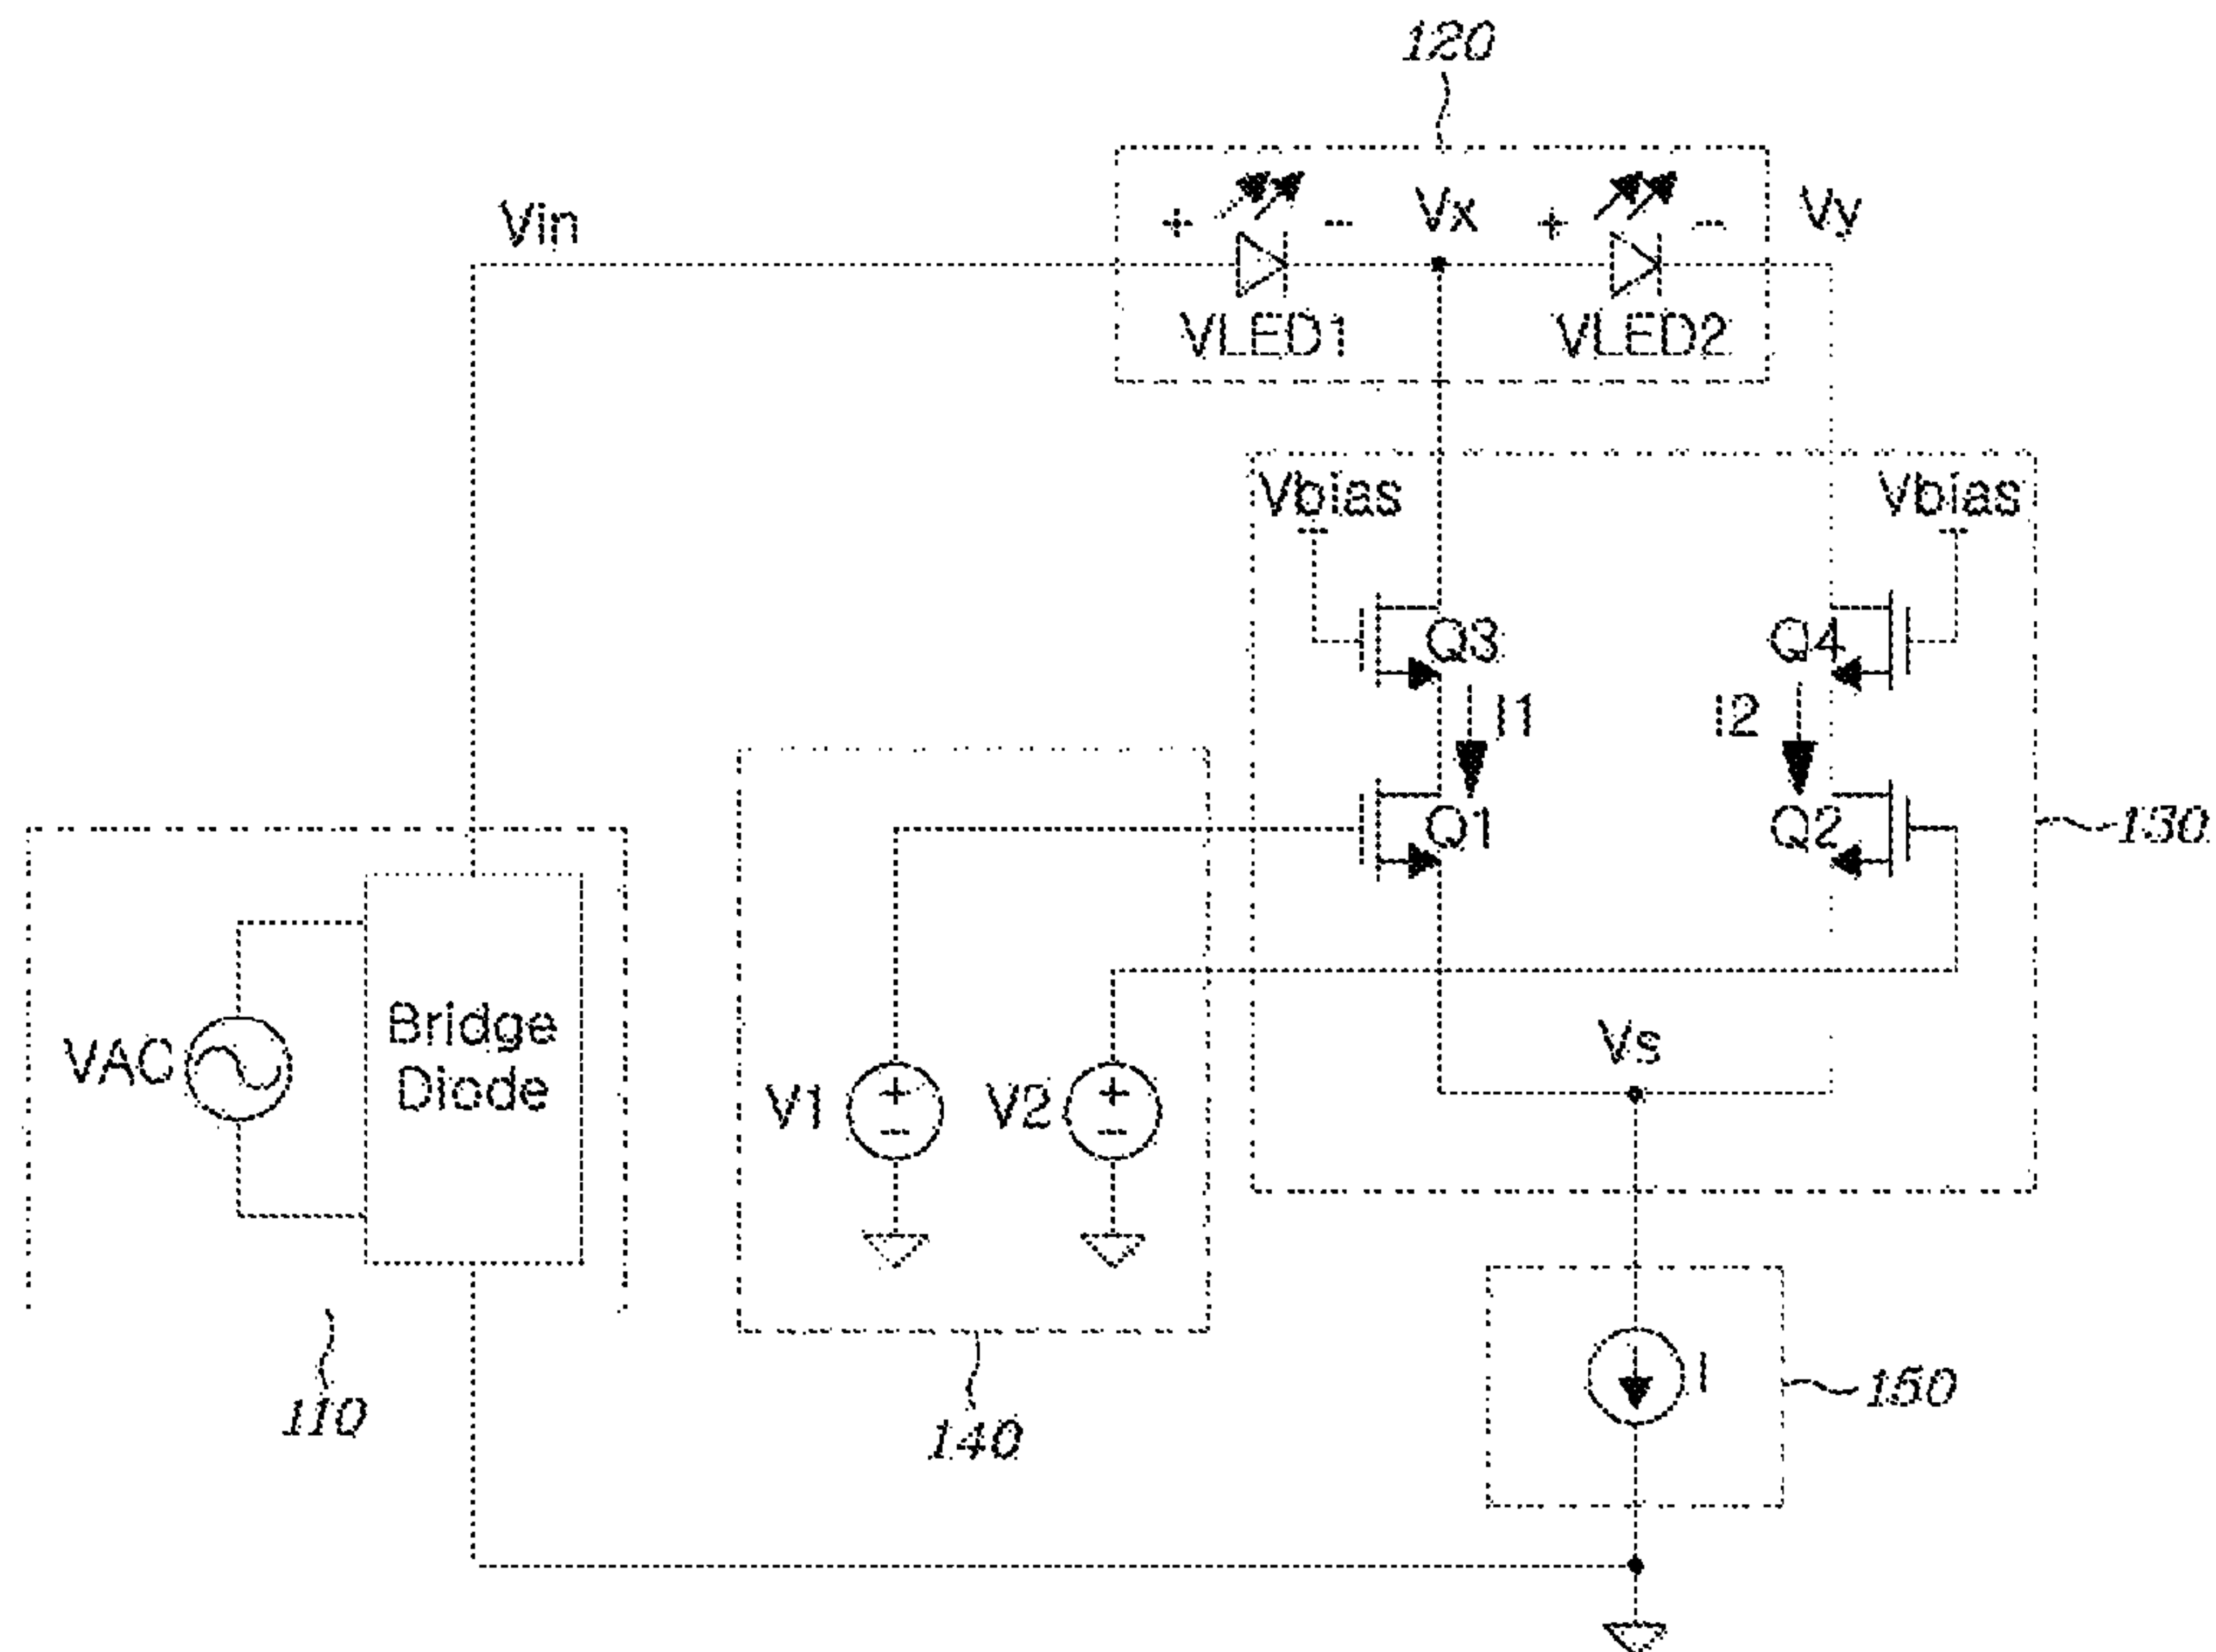 120
Vin
+ - Vx + - Vy
VLED1 VLED2
Vbias Vbias
Q3 Q4
I1 I2
Q1 Q2
130
Bridge
Diode
VAC
Vs
V1 + - V2 + -
I
150
110
140